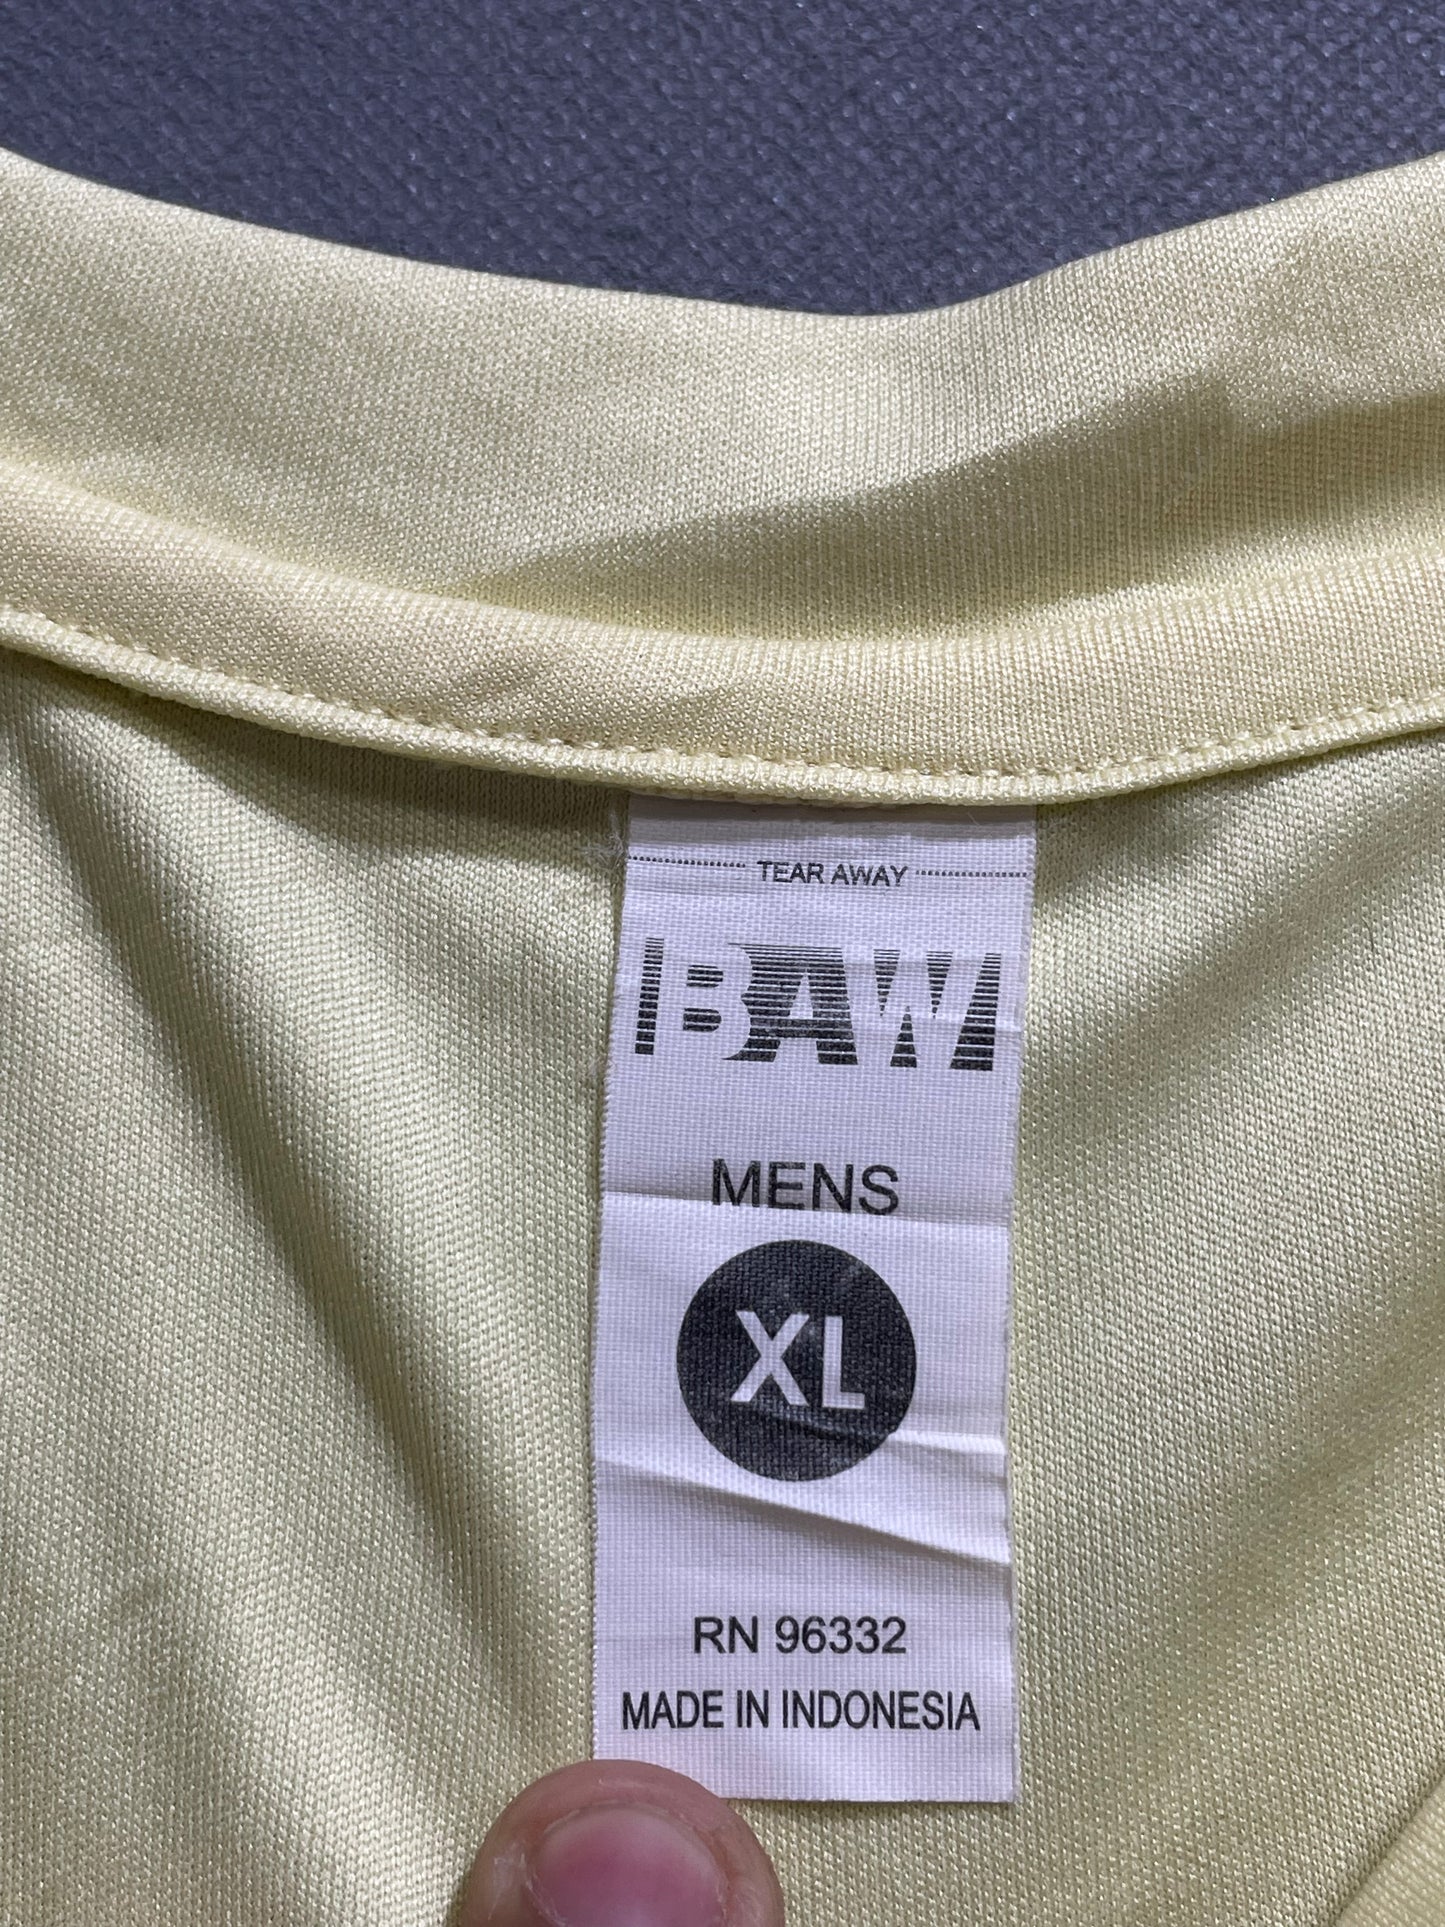 TEAR AWAY
BAW
MENS
XL
RN 96332
MADE IN INDONESIA